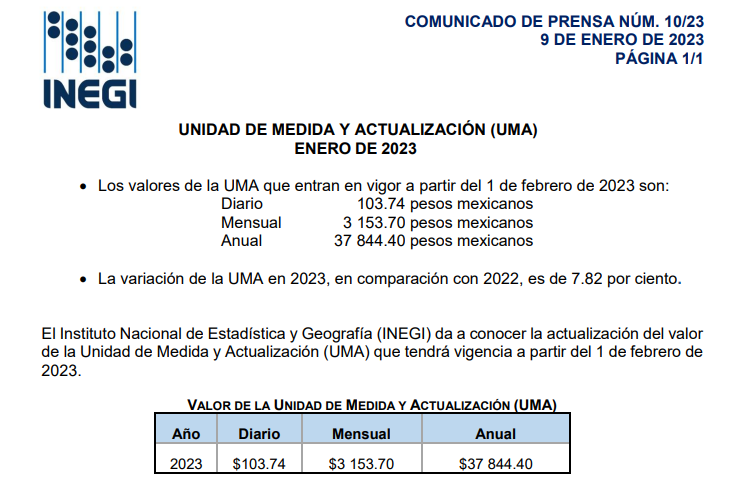 COMUNICADO DE PRENSA NÚM. 10/23
9 DE ENERO DE 2023
PÁGINA 1/1
INEGI
UNIDAD DE MEDIDA Y ACTUALIZACIÓN (UMA)
ENERO DE 2023
• Los valores de la UMA que entran en vigor a partir del 1 de febrero de 2023 son:
Diario 103.74 pesos mexicanos
Mensual 3 153.70 pesos mexicanos
Anual 37 844.40 pesos mexicanos
• La variación de la UMA en 2023, en comparación con 2022, es de 7.82 por ciento.
El Instituto Nacional de Estadística y Geografía (INEGI) da a conocer la actualización del valor
de la Unidad de Medida y Actualización (UMA) que tendrá vigencia a partir del 1 de febrero de
2023.
VALOR DE LA UNIDAD DE MEDIDA Y ACTUALIZACIÓN (UMA)
Año Diario Mensual Anual
2023 $103.74 $3 153.70 $37 844.40